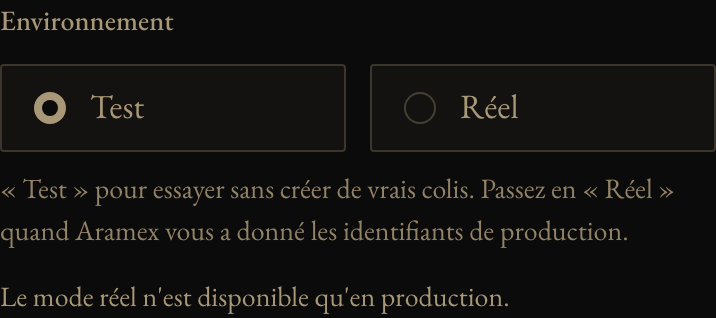 Environnement
Test
Réel
« Test » pour essayer sans créer de vrais colis. Passez en « Réel »
quand Aramex vous a donné les identifiants de production.
Le mode réel n'est disponible qu'en production.